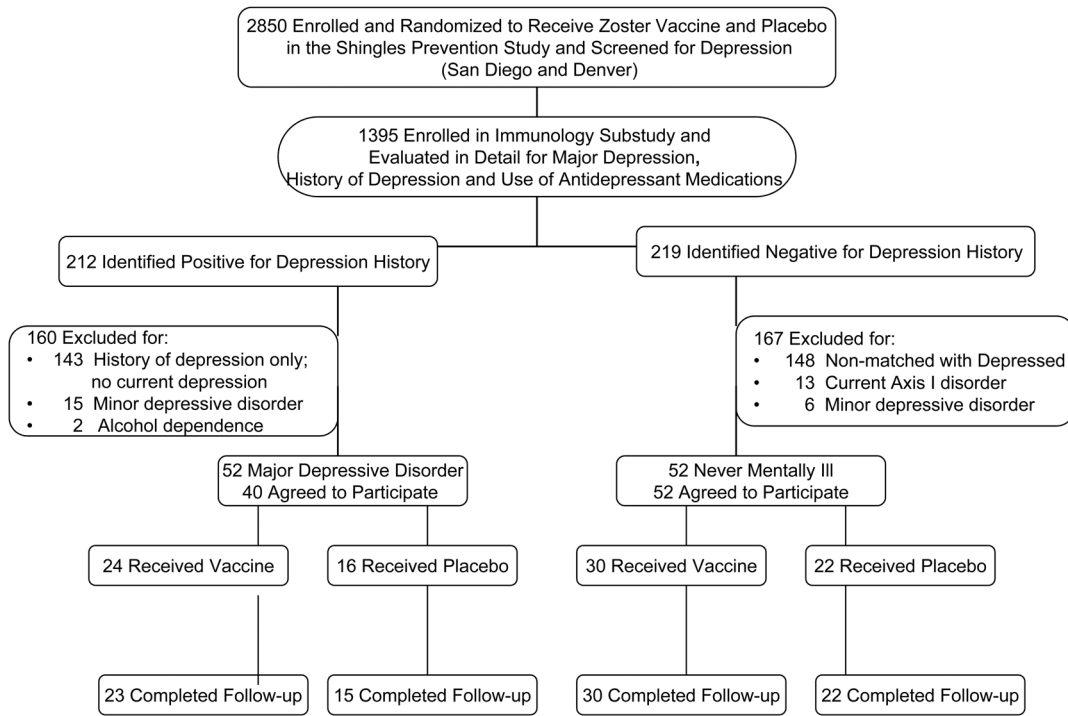 2850 Enrolled and Randomized to Receive Zoster Vaccine and Placebo
in the Shingles Prevention Study and Screened for Depression
(San Diego and Denver)
1395 Enrolled in Immunology Substudy and
Evaluated in Detail for Major Depression,
History of Depression and Use of Antidepressant Medications
212 Identified Positive for Depression History
219 Identified Negative for Depression History
160 Excluded for:
• 143 History of depression only;
no current depression
• 15 Minor depressive disorder
• 2 Alcohol dependence
167 Excluded for:
• 148 Non-matched with Depressed
• 13 Current Axis I disorder
• 6 Minor depressive disorder
52 Major Depressive Disorder
40 Agreed to Participate
52 Never Mentally Ill
52 Agreed to Participate
24 Received Vaccine
16 Received Placebo
30 Received Vaccine
22 Received Placebo
23 Completed Follow-up
15 Completed Follow-up
30 Completed Follow-up
22 Completed Follow-up